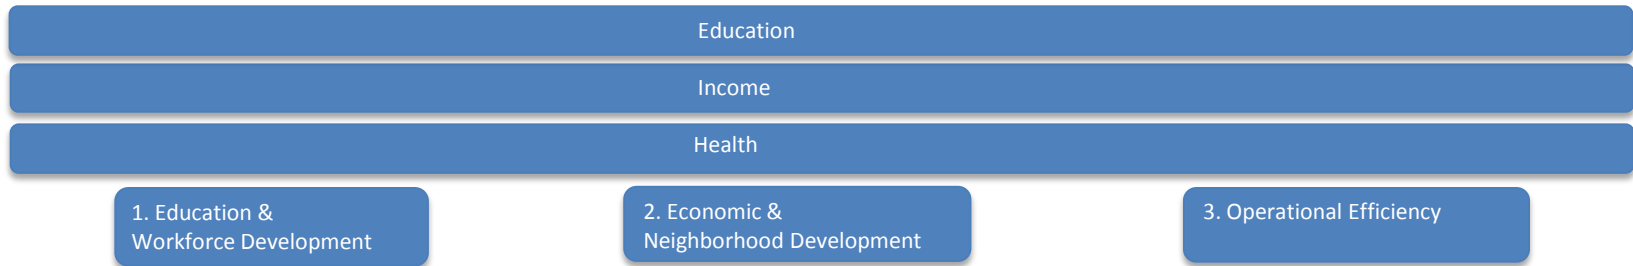 Education
Income
Health
1. Education &
Workforce Development
2. Economic &
Neighborhood Development
3. Operational Efficiency